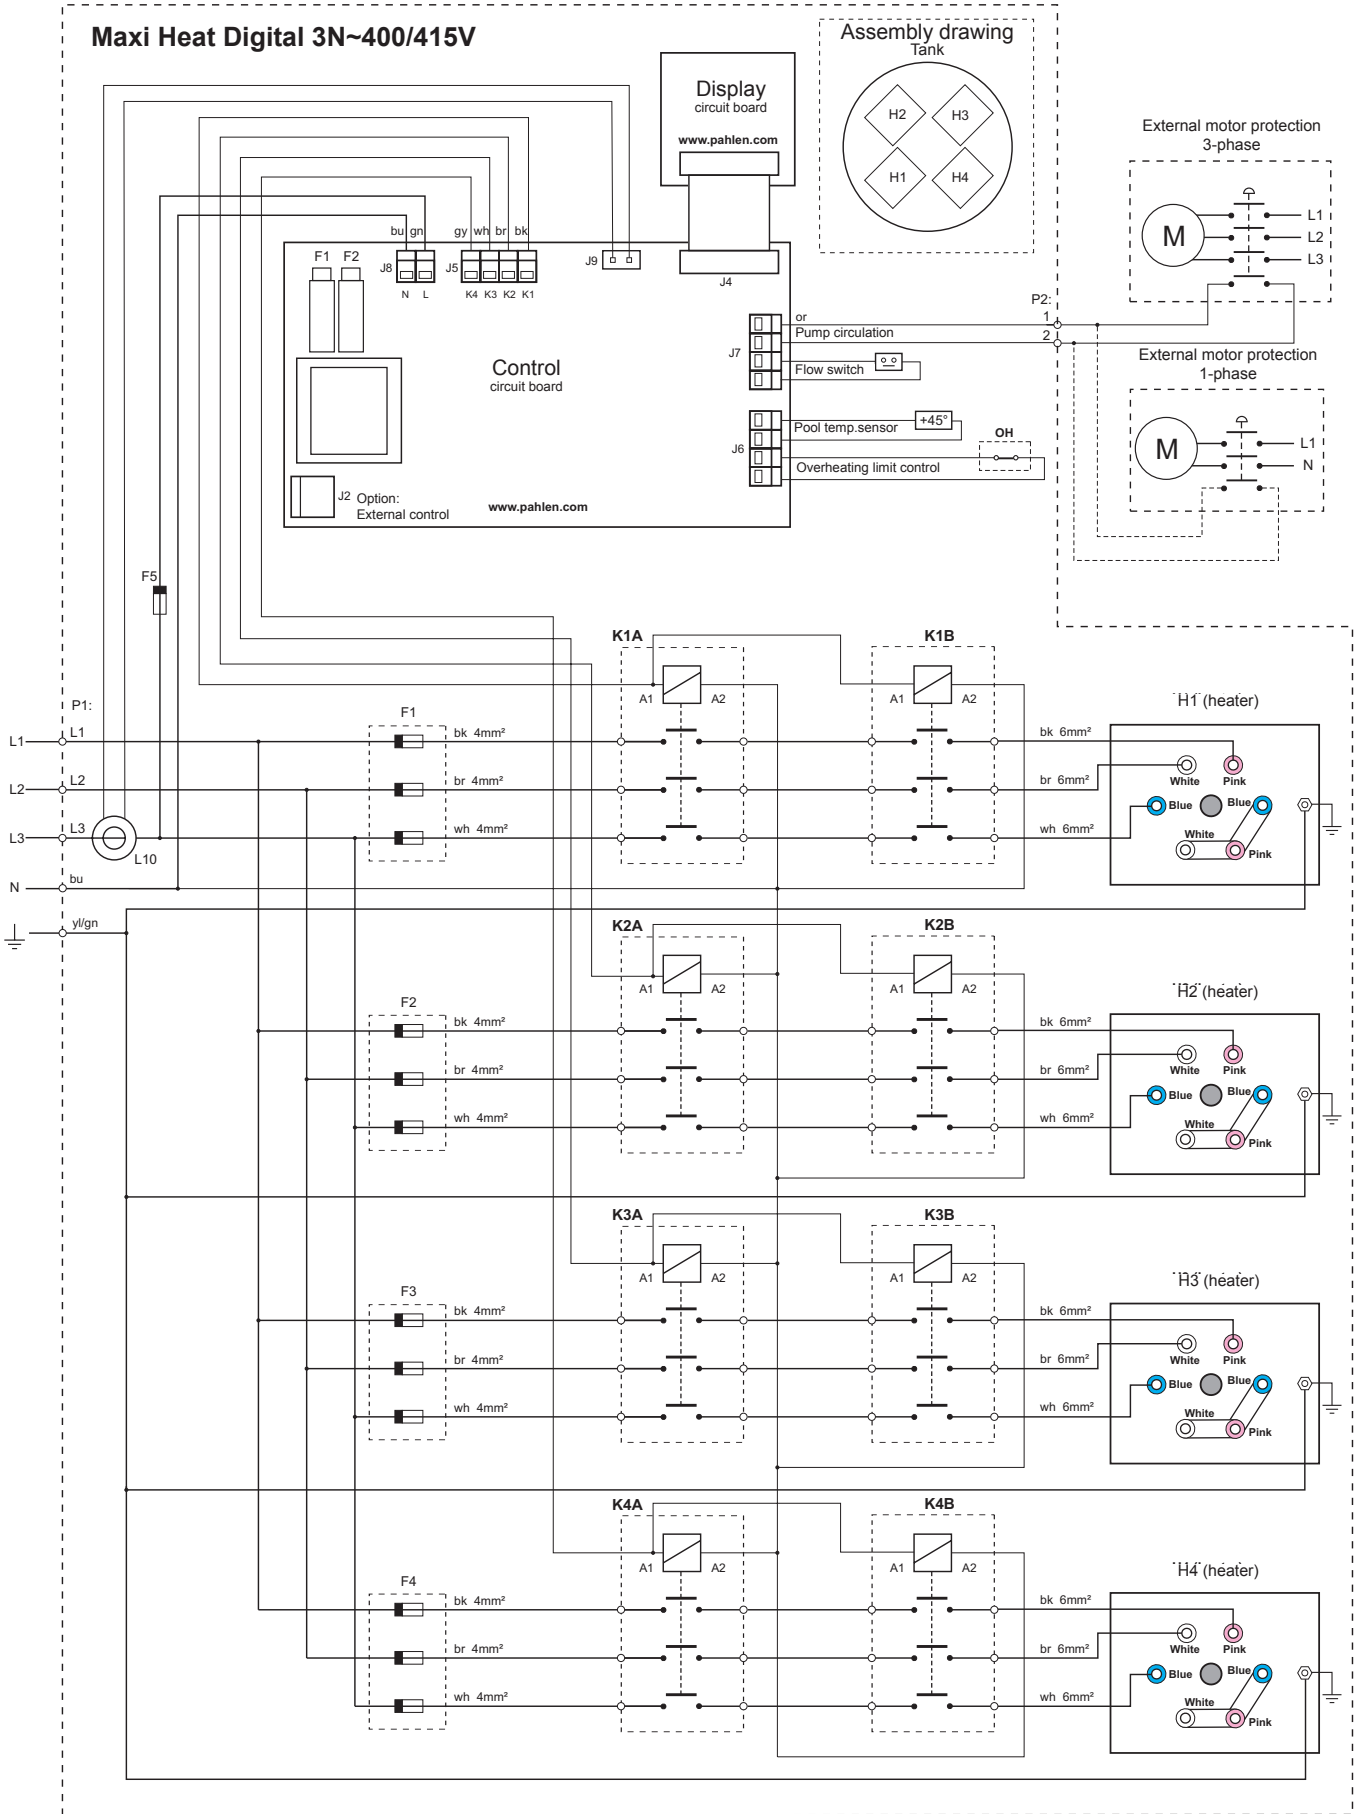 Maxi Heat Digital 3N~400/415V
Assembly drawing
Tank
H2
H3
H1
H4
Display
circuit board
www.pahlen.com
External motor protection
3-phase
M
L1
L2
L3
bu gn
gy wh br bk
F1 F2
J8
J5
J9
J4
N L
K4 K3 K2 K1
P2:
1
2
or
Pump circulation
J7
Flow switch
Control
circuit board
External motor protection
1-phase
M
L1
N
+45°
Pool temp.sensor
J6
OH
Overheating limit control
J2 Option:
External control
www.pahlen.com
F5
K1A
K1B
P1:
A1 A2
A1 A2
H1 (heater)
F1
L1
L1
bk 4mm²
bk 6mm²
White
Pink
L2
L2
br 4mm²
br 6mm²
Blue
Blue
L3
L3
L10
wh 4mm²
wh 6mm²
White
Pink
N
bu
yl/gn
K2A
K2B
A1 A2
A1 A2
H2 (heater)
F2
bk 4mm²
bk 6mm²
White
Pink
br 4mm²
br 6mm²
Blue
Blue
wh 4mm²
wh 6mm²
White
Pink
K3A
K3B
A1 A2
A1 A2
H3 (heater)
F3
bk 4mm²
bk 6mm²
White
Pink
br 4mm²
br 6mm²
Blue
Blue
wh 4mm²
wh 6mm²
White
Pink
K4A
K4B
A1 A2
A1 A2
H4 (heater)
F4
bk 4mm²
bk 6mm²
White
Pink
br 4mm²
br 6mm²
Blue
Blue
wh 4mm²
wh 6mm²
White
Pink